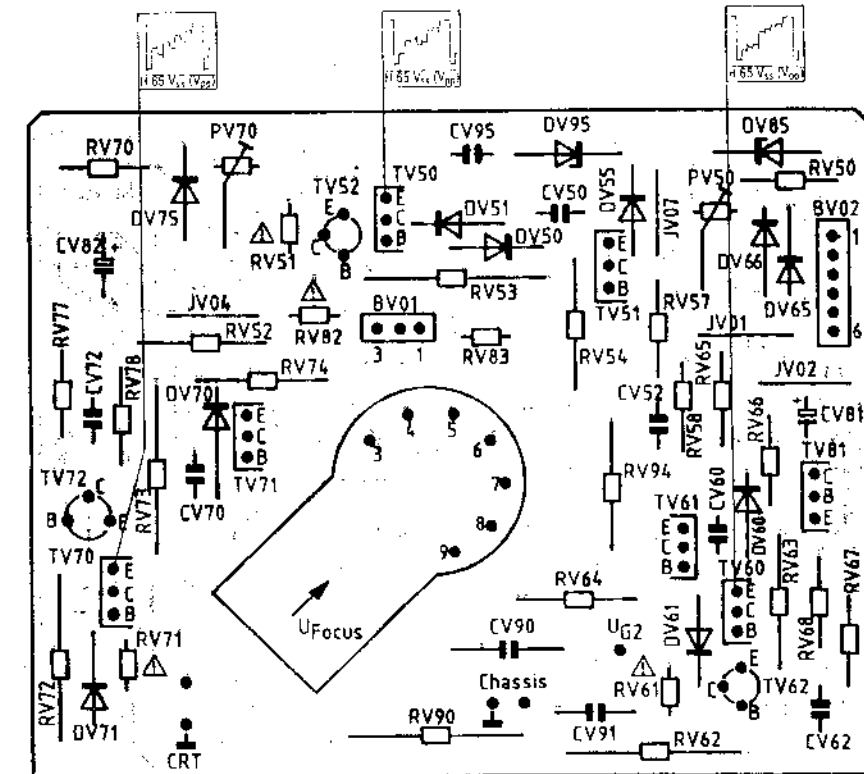 H 65 Vss (Vpp)
H 65 Vss (Vpp)
H 65 Vss (Vpp)
RV70
PV70
CV95
DV95
DV85
DV75
TV52
E
C
B
TV50
E
C
B
DV51
CV50
DV55
JV07
PV50
RV50
BV02
1
6
CV82 +
RV51
DV50
TV51
E
C
B
DV66
DV65
RV53
RV77
JV04
RV82
BV01
3 1
RV57
JV01
RV52
RV83
RV54
CV72
RV78
RV74
DV70
CV52
RV58
RV65
JV02
RV66
CV81
+
3
4
5
6
7
8
9
TV71
E
C
B
TV72
B
C
E
RV73
CV70
RV94
TV61
E
C
B
CV60
DV60
TV81
C
B
E
TV70
E
C
B
TV60
E
C
B
RV63
RV67
RV68
RV64
UFocus
UG2
DV61
CV90
RV71
RV72
DV71
Chassis
RV61
TV62
E
C
B
CRT
RV90
CV91
RV62
CV62